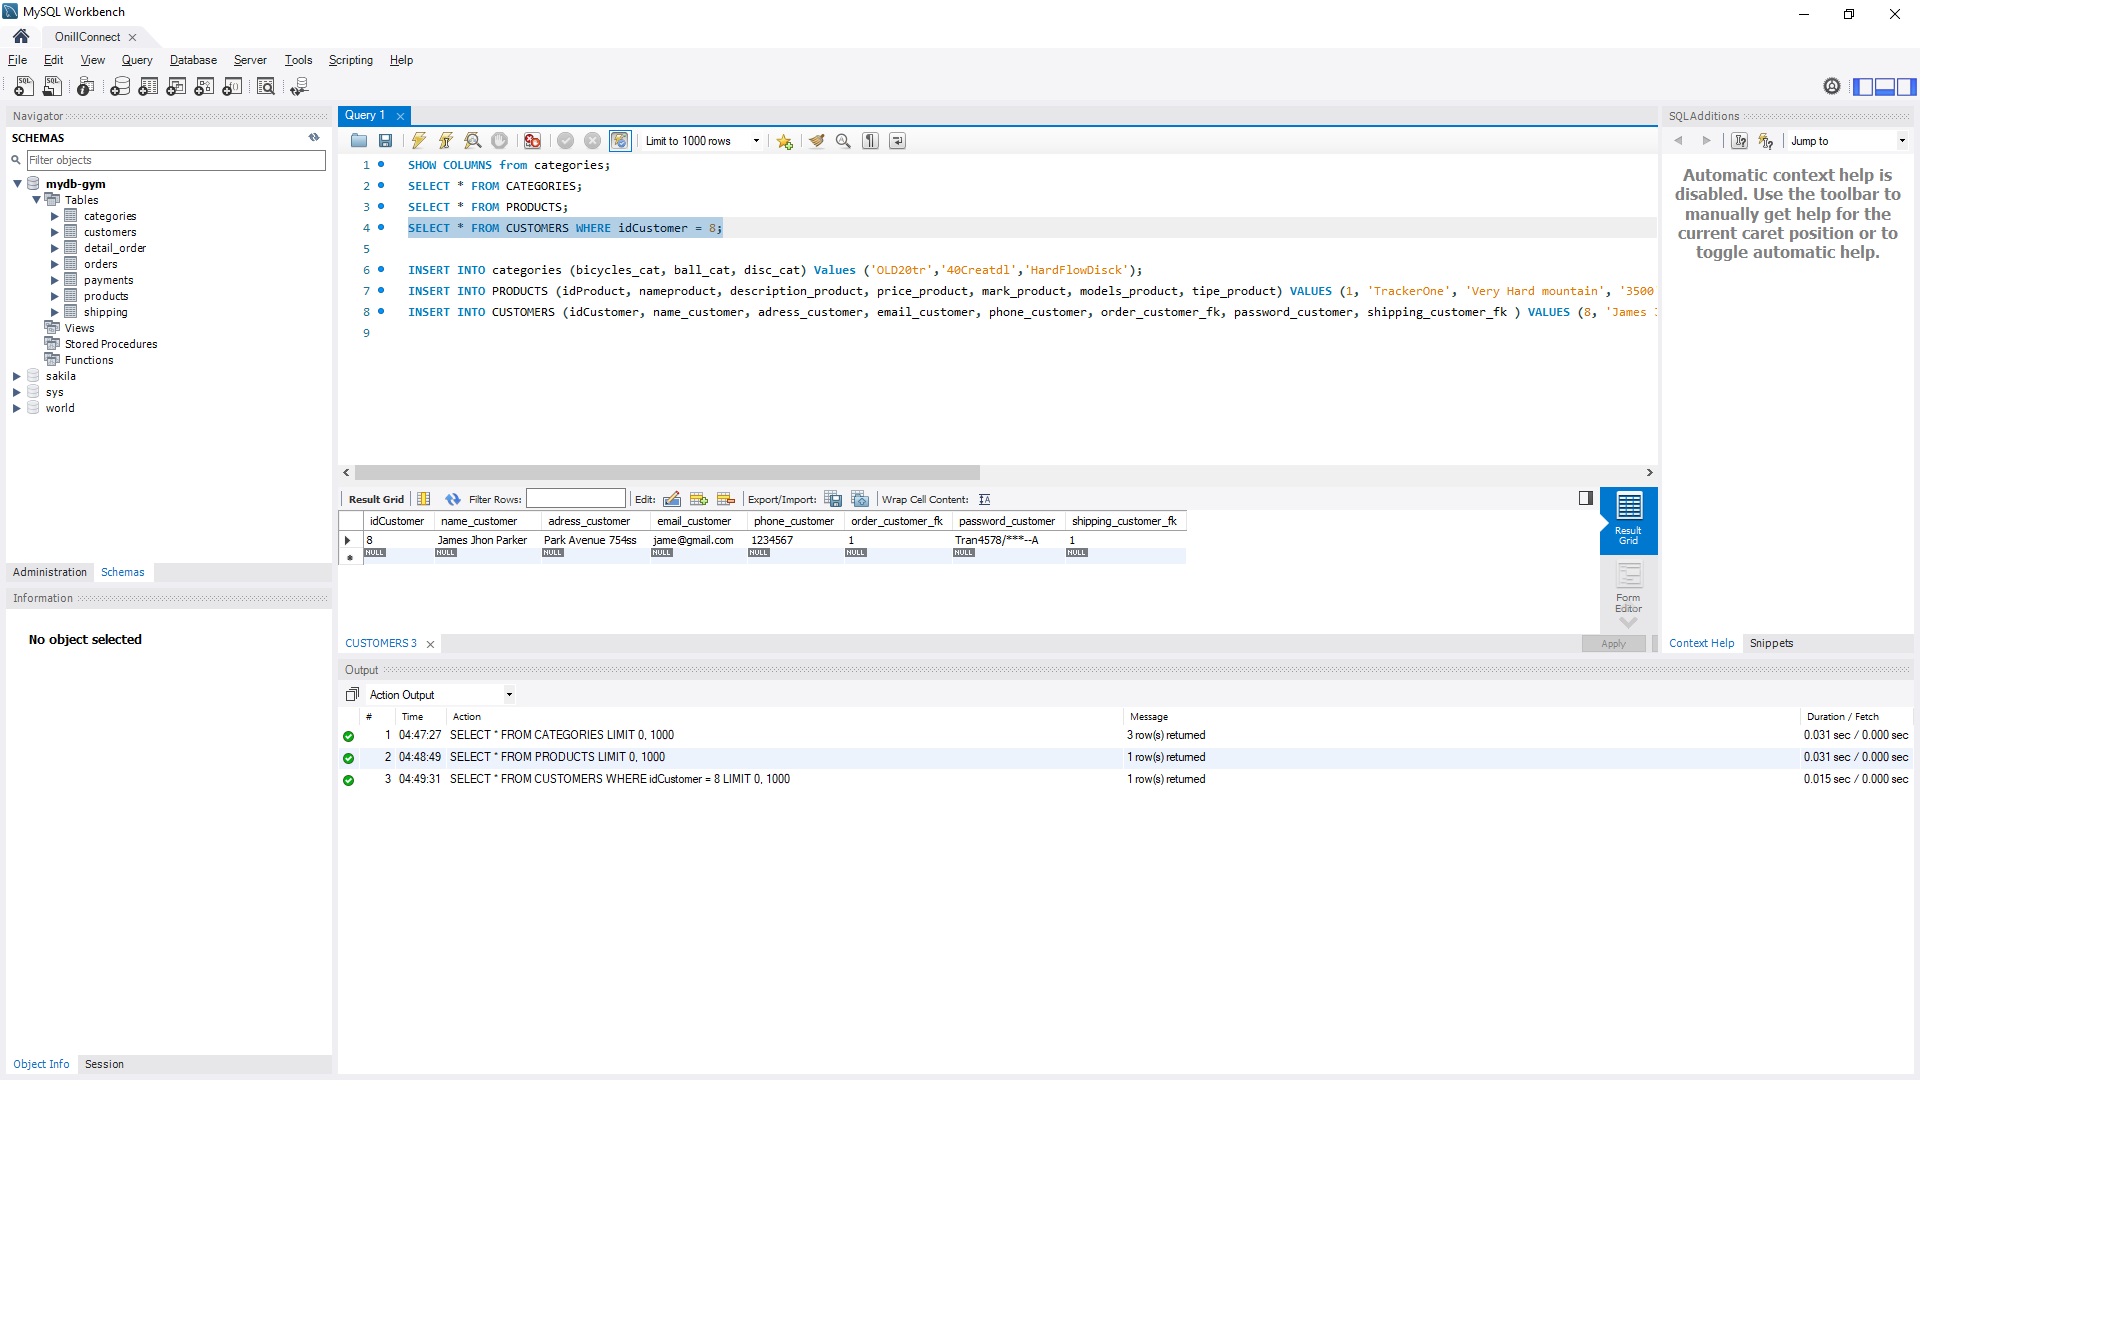 MySQL Workbench
OnillConnect
File Edit View Query Database Server Tools Scripting Help
Navigator
SCHEMAS
Filter objects
mydb-gym
Tables
categories
customers
detail_order
orders
payments
products
shipping
Views
Stored Procedures
Functions
sakila
sys
world
Administration Schemas
Information
No object selected
Object Info Session
Query 1
Limit to 1000 rows
1 SHOW COLUMNS from categories;
2 SELECT * FROM CATEGORIES;
3 SELECT * FROM PRODUCTS;
4 SELECT * FROM CUSTOMERS WHERE idCustomer = 8;
5
6 INSERT INTO categories (bicycles_cat, ball_cat, disc_cat) Values ('OLD20tr','40Creatdl','HardFlowDisck');
7 INSERT INTO PRODUCTS (idProduct, nameproduct, description_product, price_product, mark_product, models_product, tipe_product) VALUES (1, 'TrackerOne', 'Very Hard mountain', '3500
8 INSERT INTO CUSTOMERS (idCustomer, name_customer, adress_customer, email_customer, phone_customer, order_customer_fk, password_customer, shipping_customer_fk ) VALUES (8, 'James
9
Result Grid Filter Rows: Edit: Export/Import: Wrap Cell Content:
idCustomer name_customer adress_customer email_customer phone_customer order_customer_fk password_customer shipping_customer_fk
8 James Jhon Parker Park Avenue 754ss jame@gmail.com 1234567 1 Tran4578/***--A 1
NULL NULL NULL NULL NULL NULL NULL NULL
Result
Grid
Form
Editor
CUSTOMERS 3
Apply
SQLAdditions
Jump to
Automatic context help is
disabled. Use the toolbar to
manually get help for the
current caret position or to
toggle automatic help.
Context Help Snippets
Output
Action Output
# Time Action Message Duration / Fetch
1 04:47:27 SELECT * FROM CATEGORIES LIMIT 0, 1000 3 row(s) returned 0.031 sec / 0.000 sec
2 04:48:49 SELECT * FROM PRODUCTS LIMIT 0, 1000 1 row(s) returned 0.031 sec / 0.000 sec
3 04:49:31 SELECT * FROM CUSTOMERS WHERE idCustomer = 8 LIMIT 0, 1000 1 row(s) returned 0.015 sec / 0.000 sec